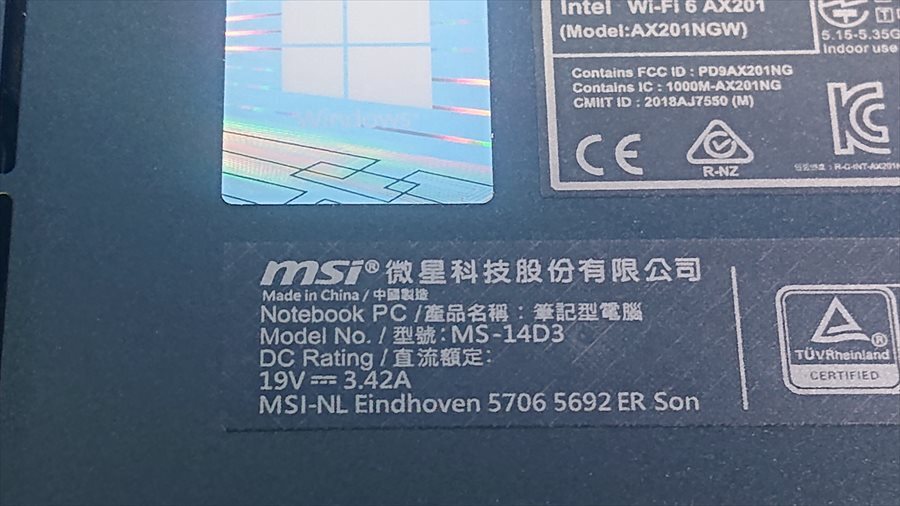 Windows
Intel Wi-Fi 6 AX201
(Model:AX201NGW)
5.15-5.35G
Indoor use
Contains FCC ID : PD9AX201NG
Contains IC : 1000M-AX201NG
CMIIT ID : 2018AJ7550 (M)
CE
R-NZ
msi® 微星科技股份有限公司
Made in China / 中國製造
Notebook PC /產品名稱 : 筆記型電腦
Model No. / 型號: MS-14D3
DC Rating / 直流額定:
19V 3.42A
MSI-NL Eindhoven 5706 5692 ER Son
TÜVRheinland®
CERTIFIED